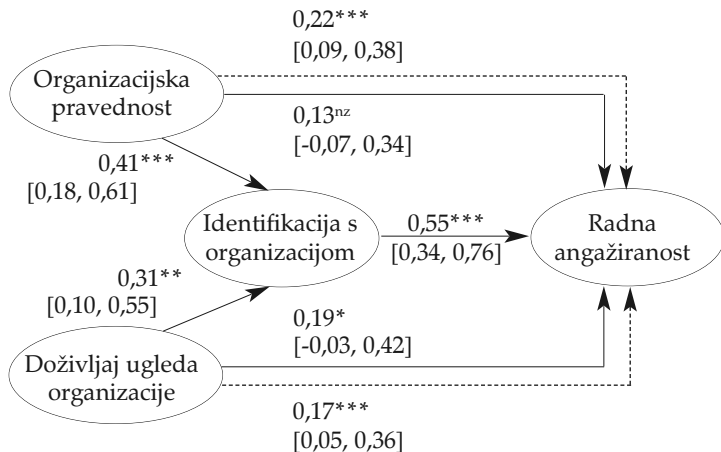 0,22***
[0,09, 0,38]
Organizacijska
pravednost
0,13ⁿᶻ
[-0,07, 0,34]
0,41***
[0,18, 0,61]
Identifikacija s
organizacijom
0,55***
[0,34, 0,76]
Radna
angažiranost
0,31**
[0,10, 0,55]
0,19*
[-0,03, 0,42]
Doživljaj ugleda
organizacije
0,17***
[0,05, 0,36]